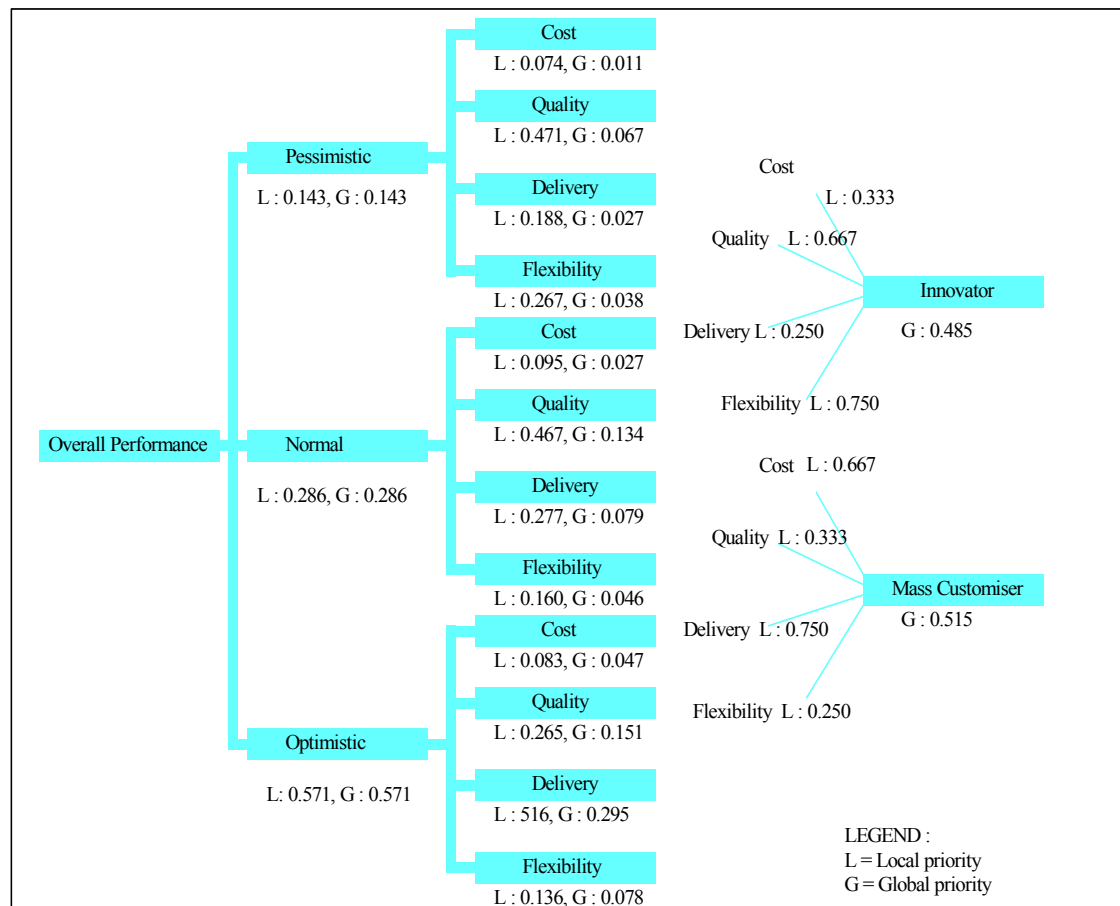 Cost
L : 0.074, G : 0.011
Quality
L : 0.471, G : 0.067
Pessimistic
L : 0.143, G : 0.143
Delivery
L : 0.188, G : 0.027
Flexibility
L : 0.267, G : 0.038
Cost
L : 0.095, G : 0.027
Quality
L : 0.467, G : 0.134
Overall Performance
Normal
L : 0.286, G : 0.286
Delivery
L : 0.277, G : 0.079
Flexibility
L : 0.160, G : 0.046
Cost
L : 0.083, G : 0.047
Quality
L : 0.265, G : 0.151
Optimistic
L: 0.571, G : 0.571
Delivery
L : 516, G : 0.295
Flexibility
L : 0.136, G : 0.078
Cost
L : 0.333
Quality L : 0.667
Innovator
G : 0.485
Delivery L : 0.250
Flexibility L : 0.750
Cost L : 0.667
Quality L : 0.333
Mass Customiser
G : 0.515
Delivery L : 0.750
Flexibility L : 0.250
LEGEND :
L = Local priority
G = Global priority